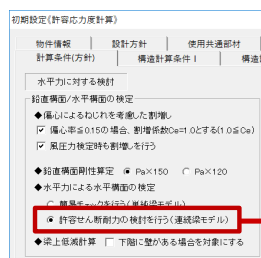 初期設定《許容応力度計算》
物件情報 設計方針 使用共通部材
計算条件(方針) 構造計算条件Ⅰ 構造
水平力に対する検討
鉛直構面/水平構面の検定
◆偏心によるねじれを考慮した割増し
偏心率≦0.15の場合、割増係数Ce=1.0とする(1.0≦Ce)
風圧力検定時も割増しを行う
◆鉛直構面剛性算定 Pa×150 Pa×120
◆水平力による水平構面の検定
簡易チェックを行う(単純梁モデル)
許容せん断耐力の検討を行う(連続梁モデル)
◆梁上低減計算 下階に壁がある場合を対象にする